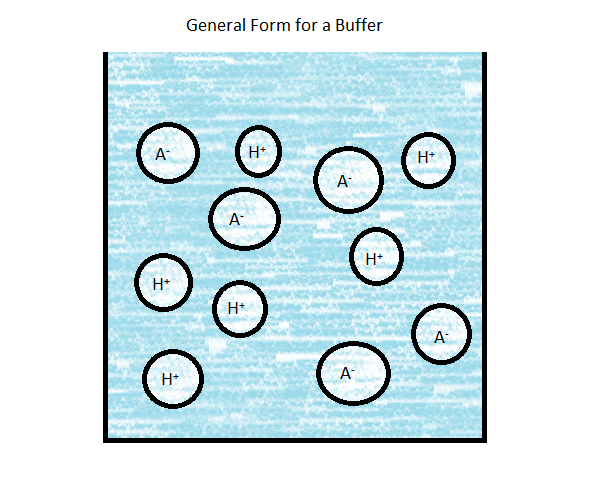 General Form for a Buffer
A⁻
H⁺
A⁻
H⁺
A⁻
H⁺
H⁺
H⁺
A⁻
H⁺
A⁻